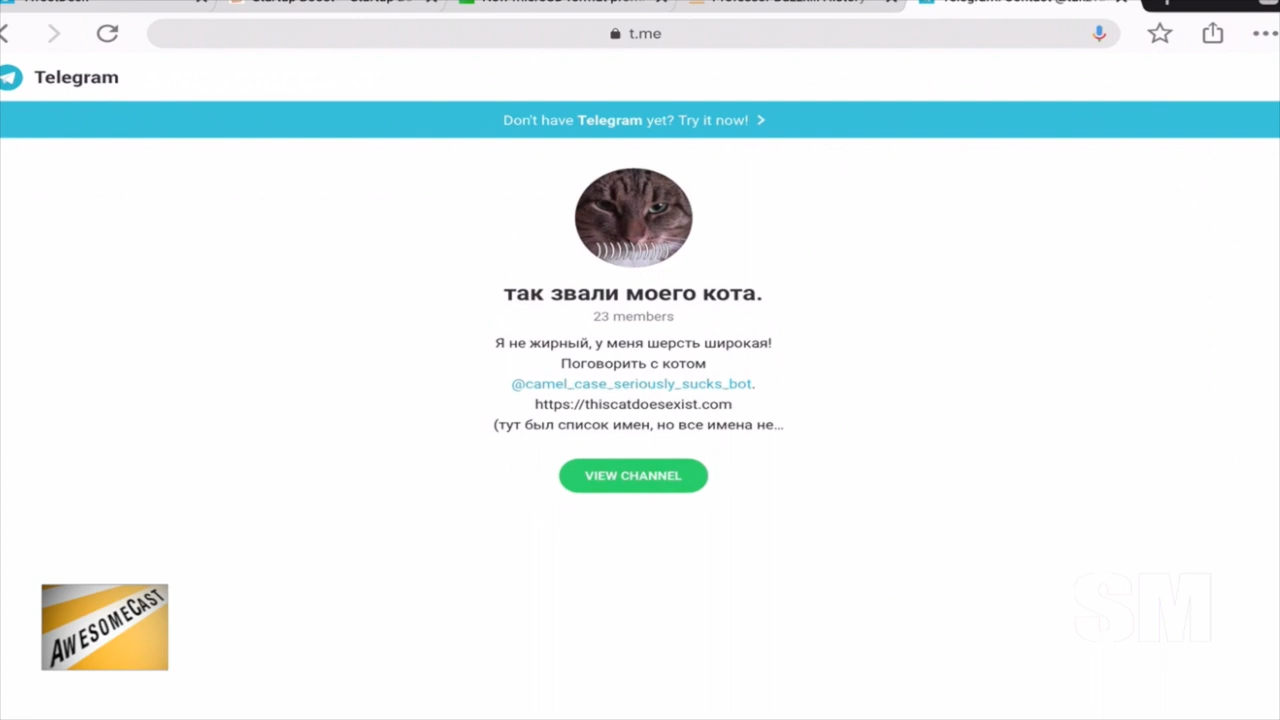 t.me
Telegram
Don't have Telegram yet? Try it now!
так звали моего кота.
23 members
Я не жирный, у меня шерсть широкая!
Поговорить с котом
@camel_case_seriously_sucks_bot.
https://thiscatdoesexist.com
(тут был список имен, но все имена не...
VIEW CHANNEL
AWESOMECAST
SM